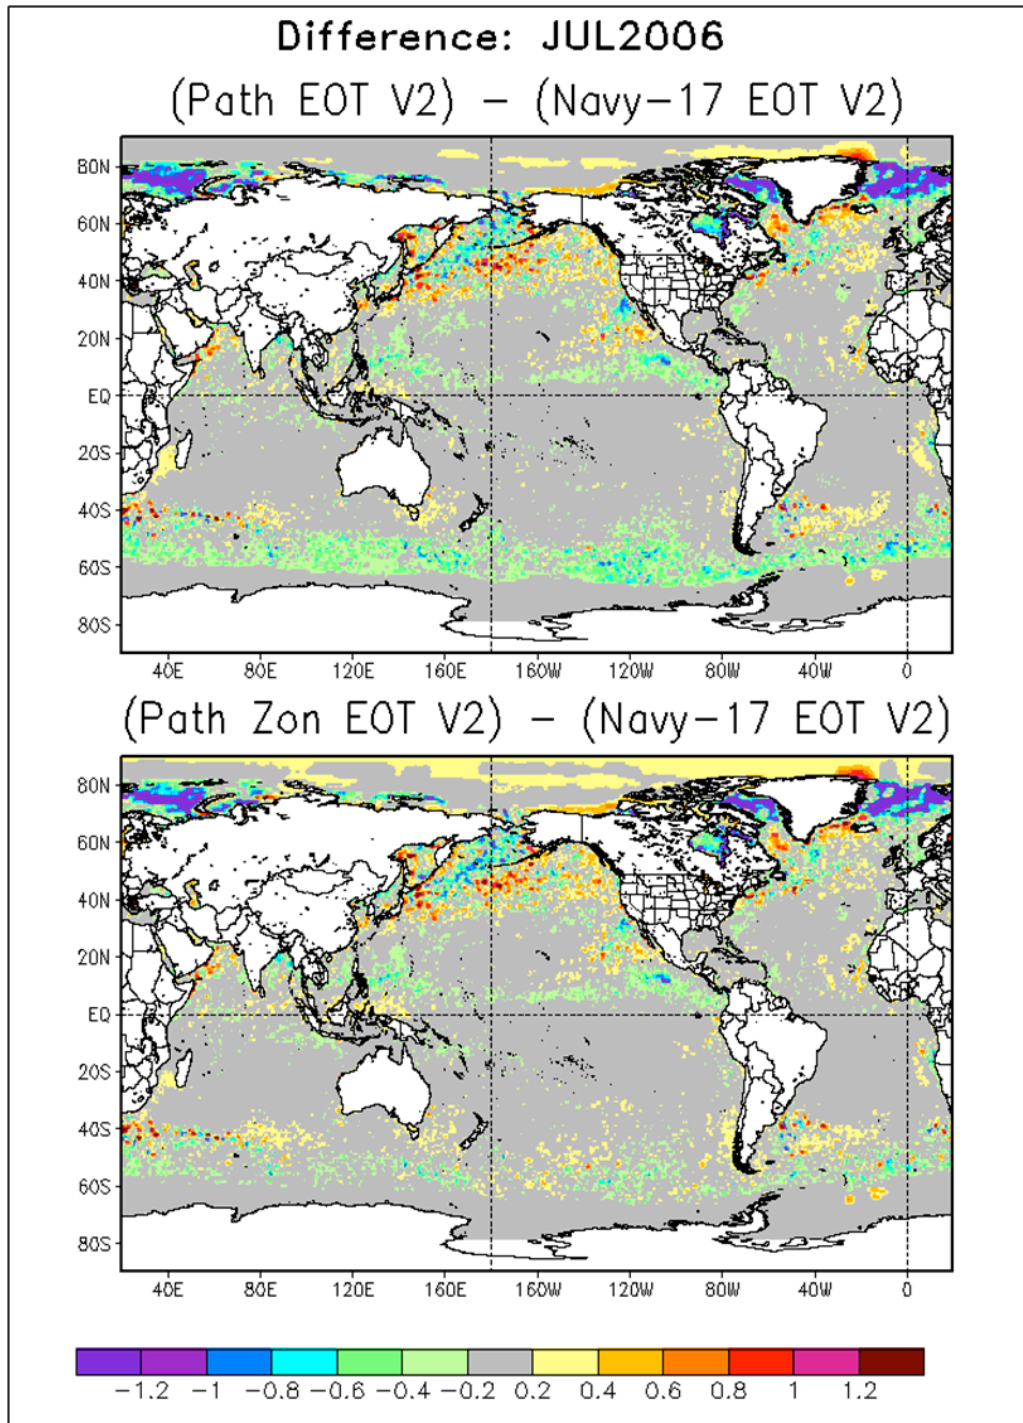 Difference: JUL2006
(Path EOT V2) - (Navy-17 EOT V2)
80N
60N
40N
20N
EQ
20S
40S
60S
80S
40E 80E 120E 160E 160W 120W 80W 40W 0
(Path Zon EOT V2) - (Navy-17 EOT V2)
80N
60N
40N
20N
EQ
20S
40S
60S
80S
40E 80E 120E 160E 160W 120W 80W 40W 0
-1.2 -1 -0.8 -0.6 -0.4 -0.2 0.2 0.4 0.6 0.8 1 1.2